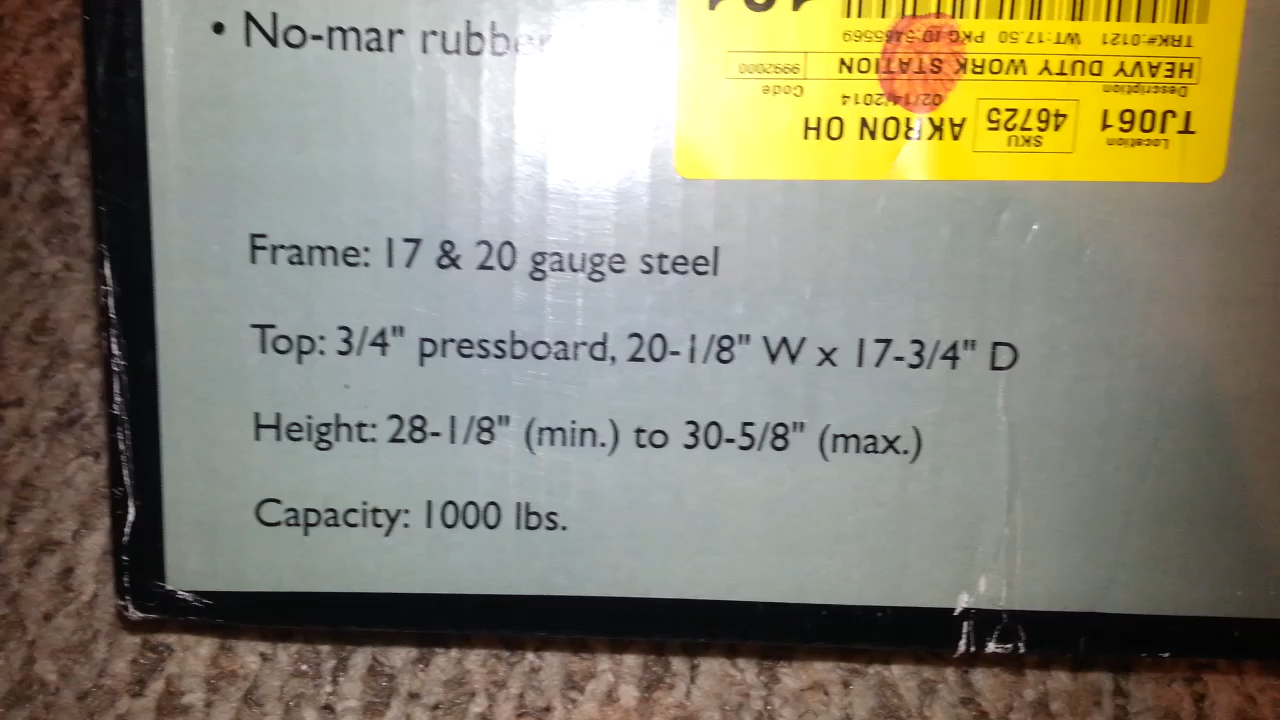 • No-mar rubber
TRK#:0121 WT:17.50 PKG ID:5465569
HEAVY DUTY WORK STATION 9992000
Description 02/14/2014 Code
TJ061 46725 AKRON OH
Location SKU
Frame: 17 & 20 gauge steel
Top: 3/4" pressboard, 20-1/8" W x 17-3/4" D
Height: 28-1/8" (min.) to 30-5/8" (max.)
Capacity: 1000 lbs.